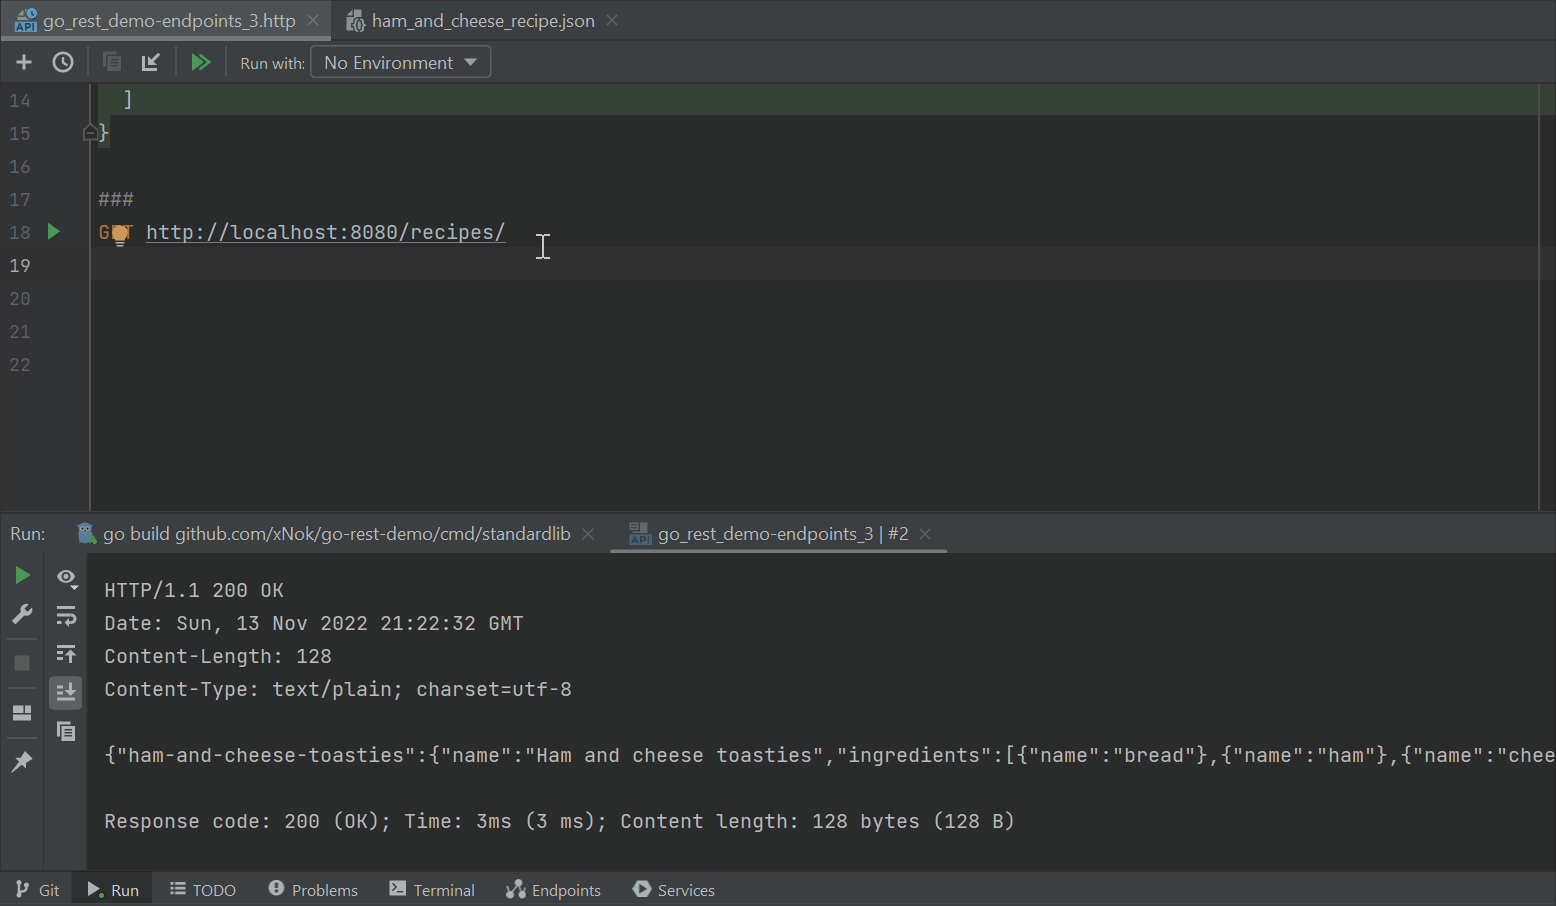 go_rest_demo-endpoints_3.http
ham_and_cheese_recipe.json
Run with: No Environment
14 ]
15 }
16
17 ###
18 GET http://localhost:8080/recipes/
19
20
21
22
Run: go build github.com/xNok/go-rest-demo/cmd/standardlib
go_rest_demo-endpoints_3 | #2
HTTP/1.1 200 OK
Date: Sun, 13 Nov 2022 21:22:32 GMT
Content-Length: 128
Content-Type: text/plain; charset=utf-8
{"ham-and-cheese-toasties":{"name":"Ham and cheese toasties","ingredients":[{"name":"bread"},{"name":"ham"},{"name":"chee
Response code: 200 (OK); Time: 3ms (3 ms); Content length: 128 bytes (128 B)
Git
Run
TODO
Problems
Terminal
Endpoints
Services